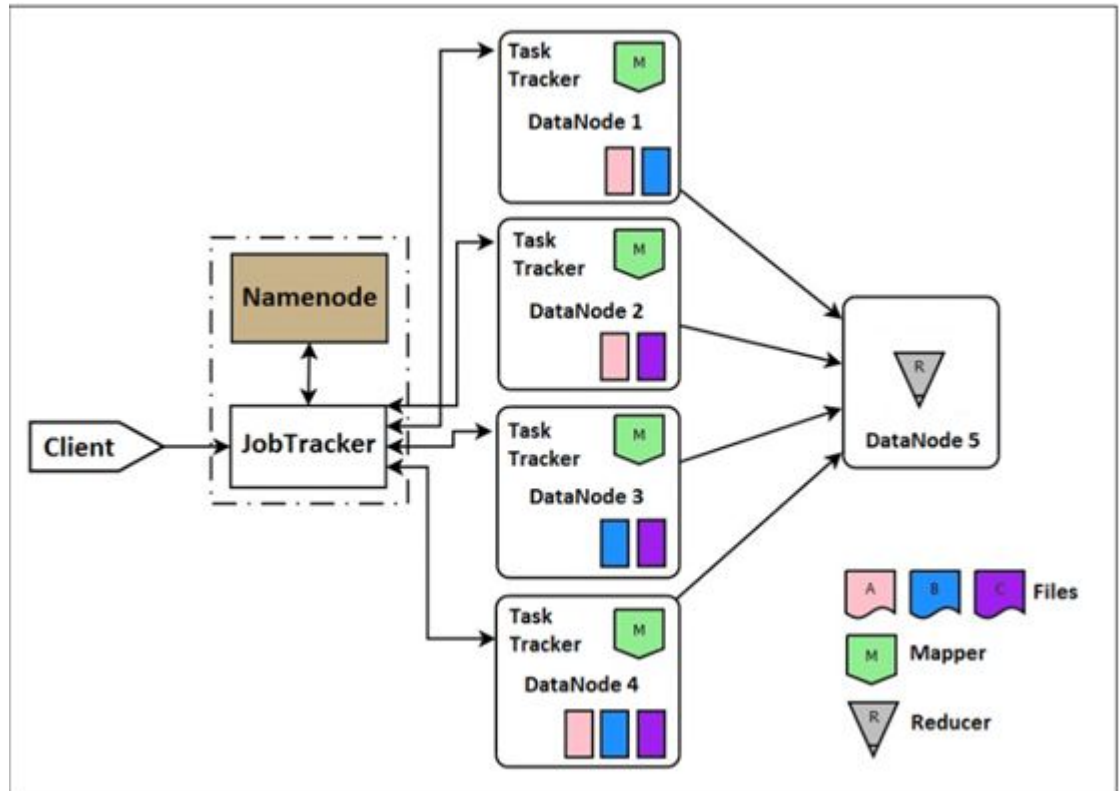 Client
Namenode
JobTracker
Task
Tracker
M
DataNode 1
Task
Tracker
M
DataNode 2
Task
Tracker
M
DataNode 3
Task
Tracker
M
DataNode 4
R
DataNode 5
A B C Files
M Mapper
R Reducer